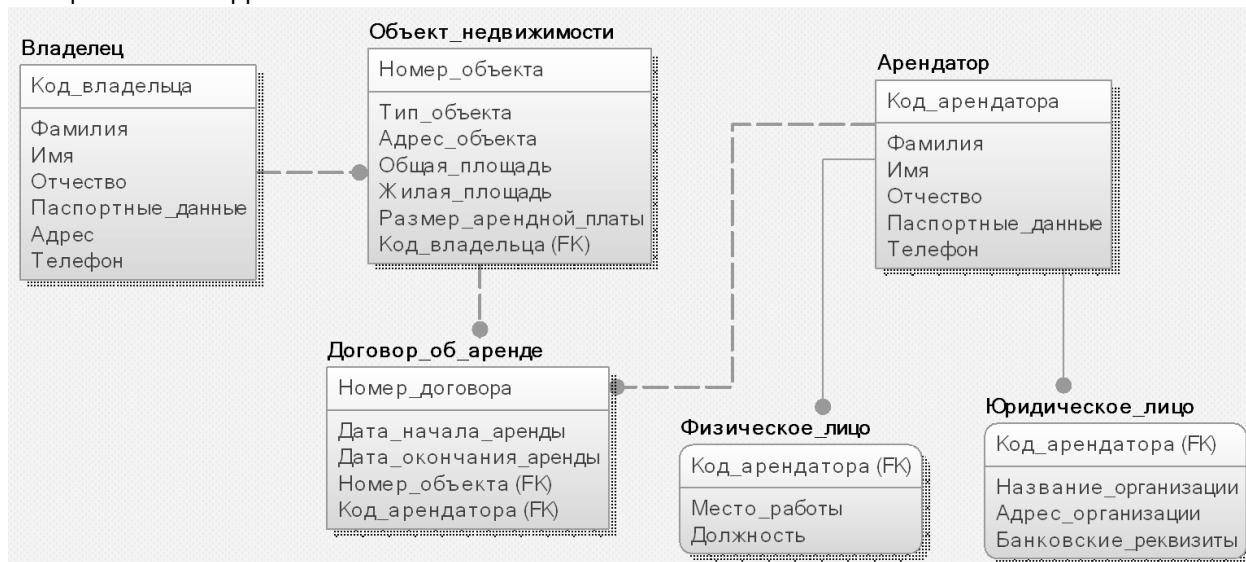 Владелец
Код_владельца
Фамилия
Имя
Отчество
Паспортные_данные
Адрес
Телефон
Объект_недвижимости
Номер_объекта
Тип_объекта
Адрес_объекта
Общая_площадь
Жилая_площадь
Размер_арендной_платы
Код_владельца (FK)
Арендатор
Код_арендатора
Фамилия
Имя
Отчество
Паспортные_данные
Телефон
Договор_об_аренде
Номер_договора
Дата_начала_аренды
Дата_окончания_аренды
Номер_объекта (FK)
Код_арендатора (FK)
Физическое_лицо
Код_арендатора (FK)
Место_работы
Должность
Юридическое_лицо
Код_арендатора (FK)
Название_организации
Адрес_организации
Банковские_реквизиты